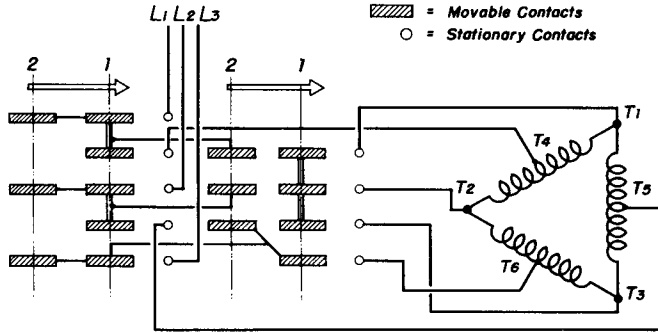 L1 L2 L3
= Movable Contacts
= Stationary Contacts
2 1 2 1
T1
T4
T2 T5
T6
T3